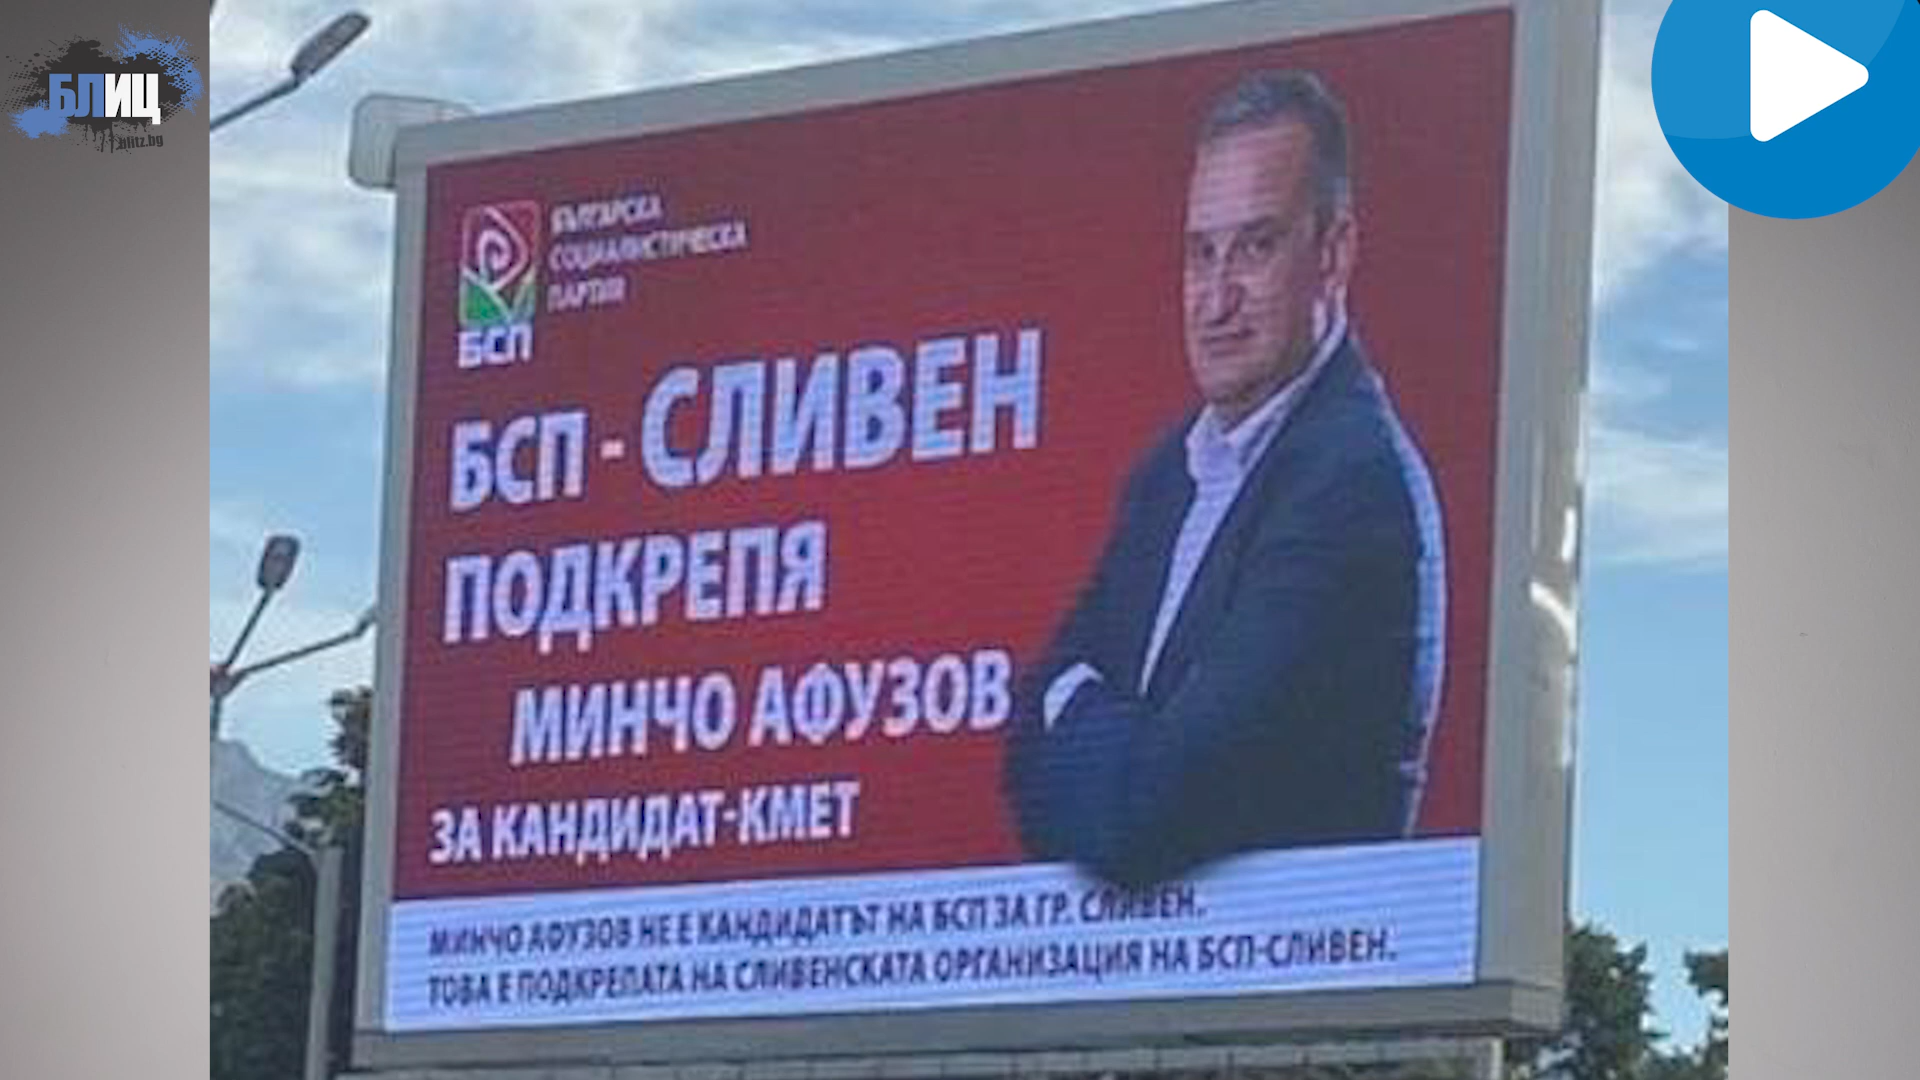 БЛИЦ
blitz.bg
БЪЛГАРСКА
СОЦИАЛИСТИЧЕСКА
ПАРТИЯ
БСП
БСП - СЛИВЕН
ПОДКРЕПЯ
МИНЧО АФУЗОВ
ЗА КАНДИДАТ-КМЕТ
МИНЧО АФУЗОВ НЕ Е КАНДИДАТЪТ НА БСП ЗА ГР. СЛИВЕН.
ТОВА Е ПОДКРЕПАТА НА СЛИВЕНСКАТА ОРГАНИЗАЦИЯ НА БСП-СЛИВЕН.